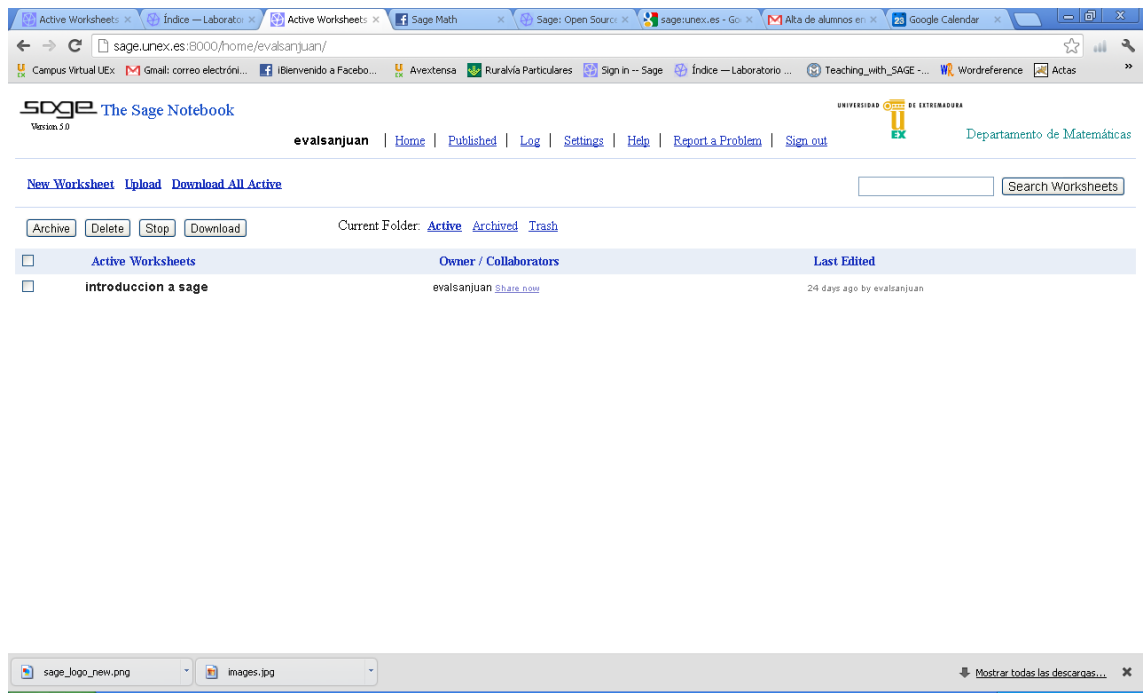 Active Worksheets Índice — Laborato Active Worksheets Sage Math Sage: Open Source sage:unex.es - Go Alta de alumnos en Google Calendar
sage.unex.es:8000/home/evalsanjuan/
Campus Virtual UEx Gmail: correo electróni... iBienvenido a Facebo... Avextensa Ruralvía Particulares Sign in -- Sage Índice — Laboratorio ... Teaching_with_SAGE -... Wordreference Actas »
sage The Sage Notebook
Version 5.0
UNIVERSIDAD DE EXTREMADURA
EX
Departamento de Matemáticas
evalsanjuan | Home | Published | Log | Settings | Help | Report a Problem | Sign out
New Worksheet Upload Download All Active Search Worksheets
Archive Delete Stop Download Current Folder: Active Archived Trash
Active Worksheets Owner / Collaborators Last Edited
introduccion a sage evalsanjuan Share now 24 days ago by evalsanjuan
sage_logo_new.png images.jpg Mostrar todas las descargas...